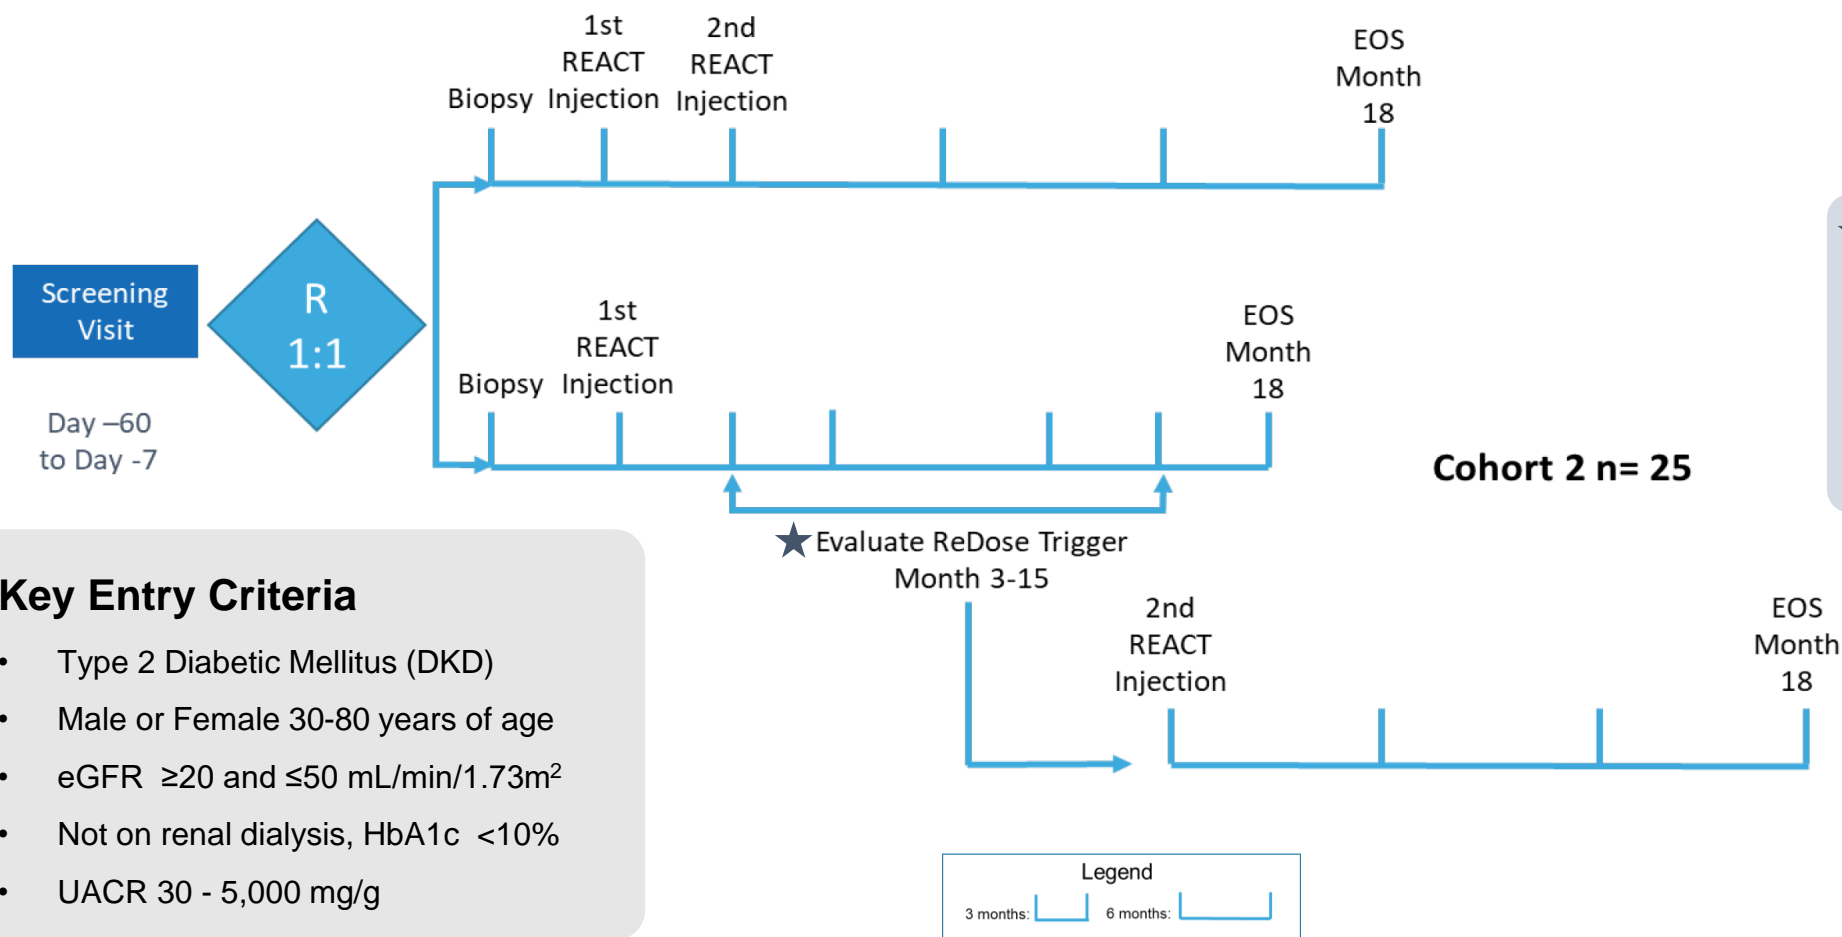 1st
REACT
Injection
2nd
REACT
Injection
Biopsy
EOS
Month
18
Screening
Visit
R
1:1
Day –60
to Day -7
1st
REACT
Injection
Biopsy
EOS
Month
18
Cohort 2 n= 25
★ Evaluate ReDose Trigger
Month 3-15
2nd
REACT
Injection
EOS
Month
18
Key Entry Criteria
• Type 2 Diabetic Mellitus (DKD)
• Male or Female 30-80 years of age
• eGFR ≥20 and ≤50 mL/min/1.73m²
• Not on renal dialysis, HbA1c <10%
• UACR 30 - 5,000 mg/g
Legend
3 months:
6 months: